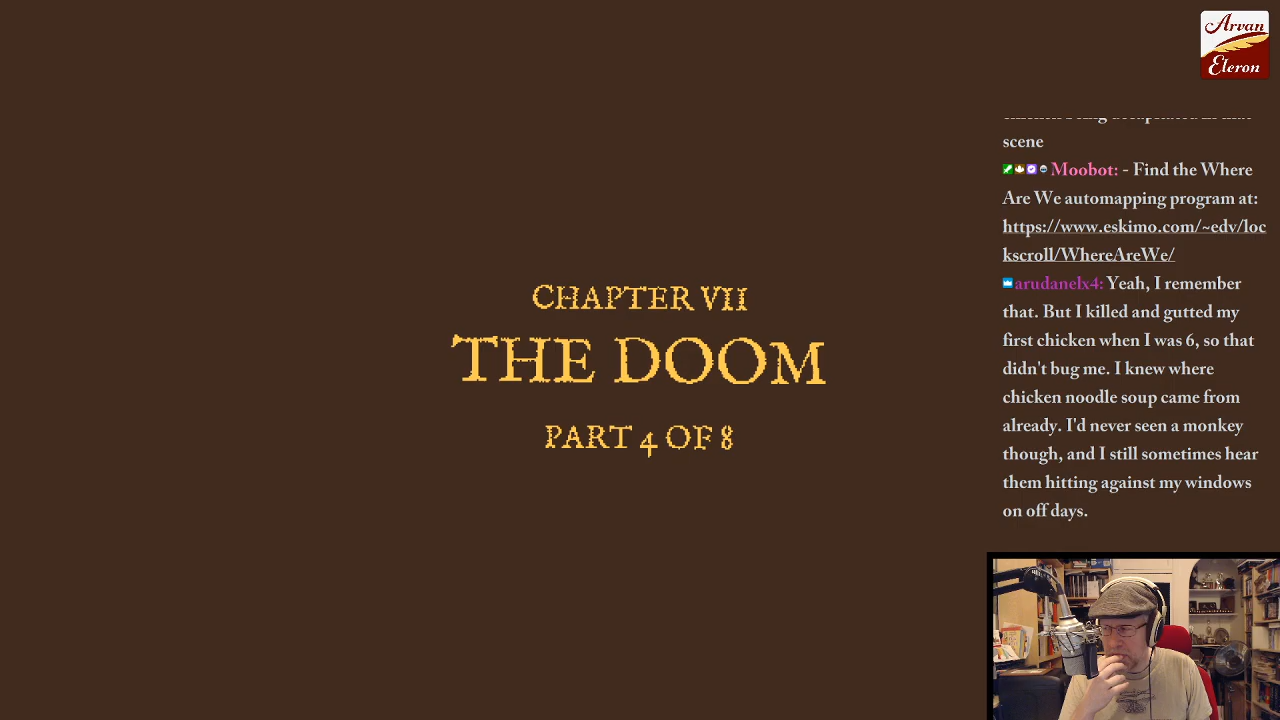 Arvan
Eleron
scene
Moobot: - Find the Where
Are We automapping program at:
https://www.eskimo.com/~edv/loc
kscroll/WhereAreWe/
arudanelx4: Yeah, I remember
that. But I killed and gutted my
first chicken when I was 6, so that
didn't bug me. I knew where
chicken noodle soup came from
already. I'd never seen a monkey
though, and I still sometimes hear
them hitting against my windows
on off days.
CHAPTER VII
THE DOOM
PART 4 OF 8